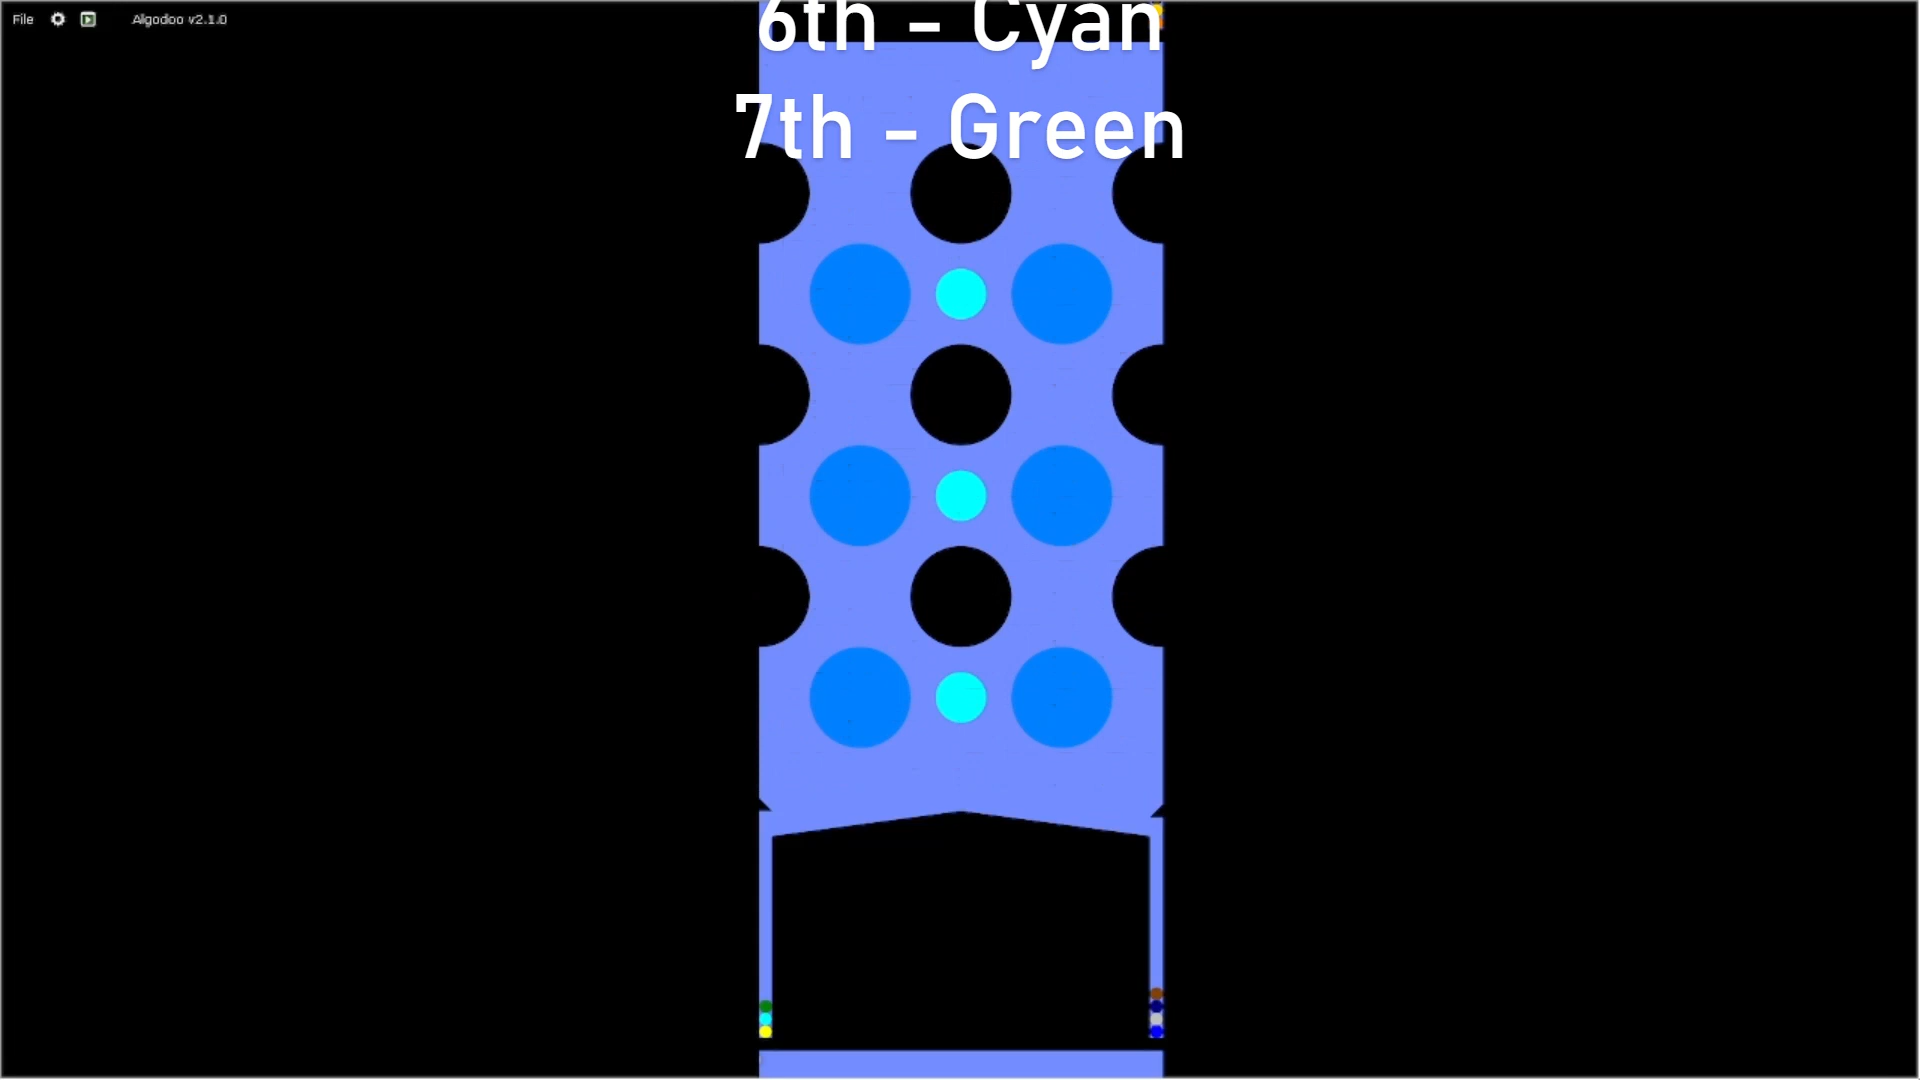 File Algodoo v2.1.0
6th - Cyan
7th - Green